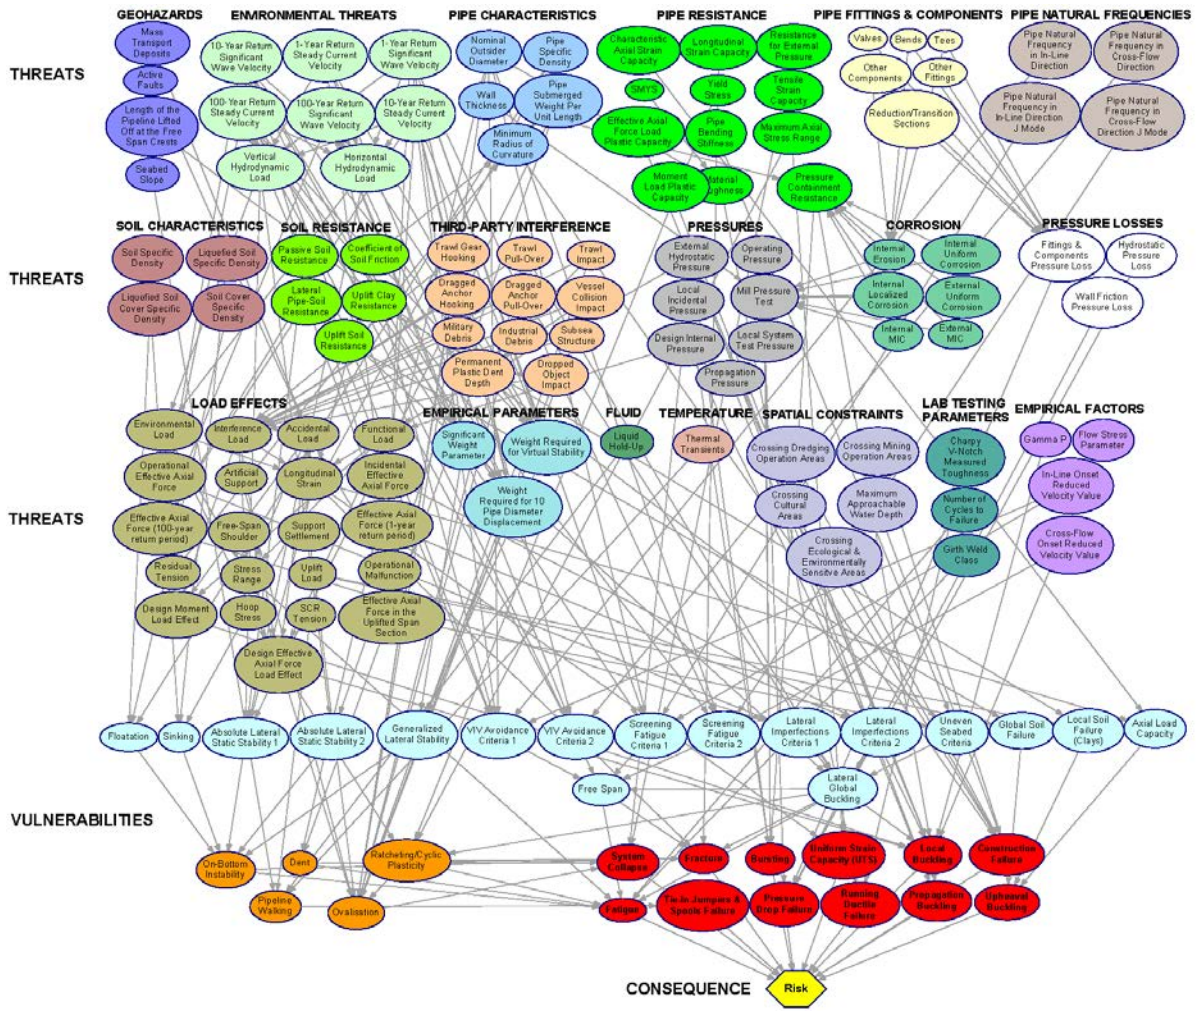 GEOHAZARDS
ENVIRONMENTAL THREATS
PIPE CHARACTERISTICS
PIPE RESISTANCE
PIPE FITTINGS & COMPONENTS
PIPE NATURAL FREQUENCIES
THREATS
Mass
Transport
Deposits
Active
Faults
Length of the
Pipeline Lifted
Off at the Free
Span Crests
Seabed
Slope
10-Year Return
Significant
Wave Velocity
1-Year Return
Steady Current
Velocity
1-Year Return
Significant
Wave Velocity
100-Year Return
Steady Current
Velocity
100-Year Return
Significant
Wave Velocity
10-Year Return
Steady Current
Velocity
Vertical
Hydrodynamic
Load
Horizontal
Hydrodynamic
Load
Nominal
Outsider
Diameter
Pipe
Specific
Density
Wall
Thickness
Pipe
Submerged
Weight Per
Unit Length
Minimum
Radius of
Curvature
Characteristic
Axial Strain
Capacity
Longitudinal
Strain Capacity
Resistance
for External
Pressure
SMYS
Yield
Stress
Tensile
Strain
Capacity
Effective Axial
Force Load
Plastic Capacity
Pipe
Bending
Stiffness
Maximum Axial
Stress Range
Moment
Load Plastic
Capacity
Material
Pressure
Containment
Resistance
Valves
Bends
Tees
Other
Components
Other
Fittings
Reduction/Transition
Sections
Pipe Natural
Frequency
in In-Line
Direction
Pipe Natural
Frequency in
Cross-Flow
Direction
Pipe Natural
Frequency in
In-Line Direction
J Mode
Pipe Natural
Frequency in
Cross-Flow
Direction J Mode
SOIL CHARACTERISTICS
SOIL RESISTANCE
THIRD-PARTY INTERFERENCE
PRESSURES
CORROSION
PRESSURE LOSSES
THREATS
Soil Specific
Density
Liquefied Soil
Specific Density
Liquefied Soil
Cover Specific
Density
Soil Cover
Specific
Density
Passive Soil
Resistance
Coefficient of
Soil Friction
Lateral
Pipe-Soil
Resistance
Uplift Clay
Resistance
Uplift Soil
Resistance
Trawl Gear
Hooking
Trawl
Pull-Over
Trawl
Impact
Dragged
Anchor
Hooking
Dragged
Anchor
Pull-Over
Vessel
Collision
Impact
Military
Debris
Industrial
Debris
Subsea
Structure
Permanent
Plastic Dent
Depth
Dropped
Object
Impact
External
Hydrostatic
Pressure
Operating
Pressure
Local
Incidental
Pressure
Mill Pressure
Test
Design Internal
Pressure
Local System
Test Pressure
Propagation
Pressure
Internal
Erosion
Internal
Uniform
Corrosion
Internal
Localized
Corrosion
External
Uniform
Corrosion
Internal
MIC
External
MIC
Fittings &
Components
Pressure Loss
Hydrostatic
Pressure
Loss
Wall Friction
Pressure Loss
LOAD EFFECTS
EMPIRICAL PARAMETERS
FLUID
TEMPERATURE
SPATIAL CONSTRAINTS
LAB TESTING
PARAMETERS
EMPIRICAL FACTORS
THREATS
Environmental
Load
Interference
Load
Accidental
Load
Functional
Load
Operational
Effective Axial
Force
Artificial
Support
Longitudinal
Strain
Incidental
Effective
Axial Force
Effective Axial
Force (100-year
return period)
Free-Span
Shoulder
Support
Settlement
Effective Axial
Force (1-year
return period)
Residual
Tension
Stress
Range
Uplift
Load
Operational
Malfunction
Design Moment
Load Effect
Hoop
Stress
SCR
Tension
Effective Axial
Force in the
Uplifted Span
Section
Design Effective
Axial Force
Load Effect
Significant
Weight
Parameter
Weight Required
for Virtual Stability
Weight
Required for 10
Pipe Diameter
Displacement
Liquid
Hold-Up
Thermal
Transients
Crossing Dredging
Operation Areas
Crossing Mining
Operation Areas
Crossing
Cultural
Areas
Maximum
Approachable
Water Depth
Crossing
Ecological &
Environmentally
Sensitve Areas
Charpy
V-Notch
Measured
Toughness
Number of
Cycles to
Failure
Girth Weld
Class
Gamma P
Flow Stress
Parameter
In-Line Onset
Reduced
Velocity Value
Cross-Flow
Onset Reduced
Velocity Value
Floatation
Sinking
Absolute Lateral
Static Stability 1
Absolute Lateral
Static Stability 2
Generalized
Lateral Stability
VIV Avoidance
Criteria 1
VIV Avoidance
Criteria 2
Screening
Fatigue
Criteria 1
Screening
Fatigue
Criteria 2
Lateral
Imperfections
Criteria 1
Lateral
Imperfections
Criteria 2
Uneven
Seabed
Criteria
Global Soil
Failure
Local Soil
Failure
(Clays)
Axial Load
Capacity
Free Span
Lateral
Global
Buckling
VULNERABILITIES
On-Bottom
Instability
Dent
Ratcheting/Cyclic
Plasticity
Pipeline
Walking
Ovalisation
System
Collapse
Fracture
Bursting
Uniform Strain
Capacity (UTS)
Local
Buckling
Construction
Failure
Fatigue
Tie-in Jumpers &
Spools Failure
Pressure
Drop Failure
Running
Ductile
Failure
Propagation
Buckling
Upheaval
Buckling
CONSEQUENCE
Risk